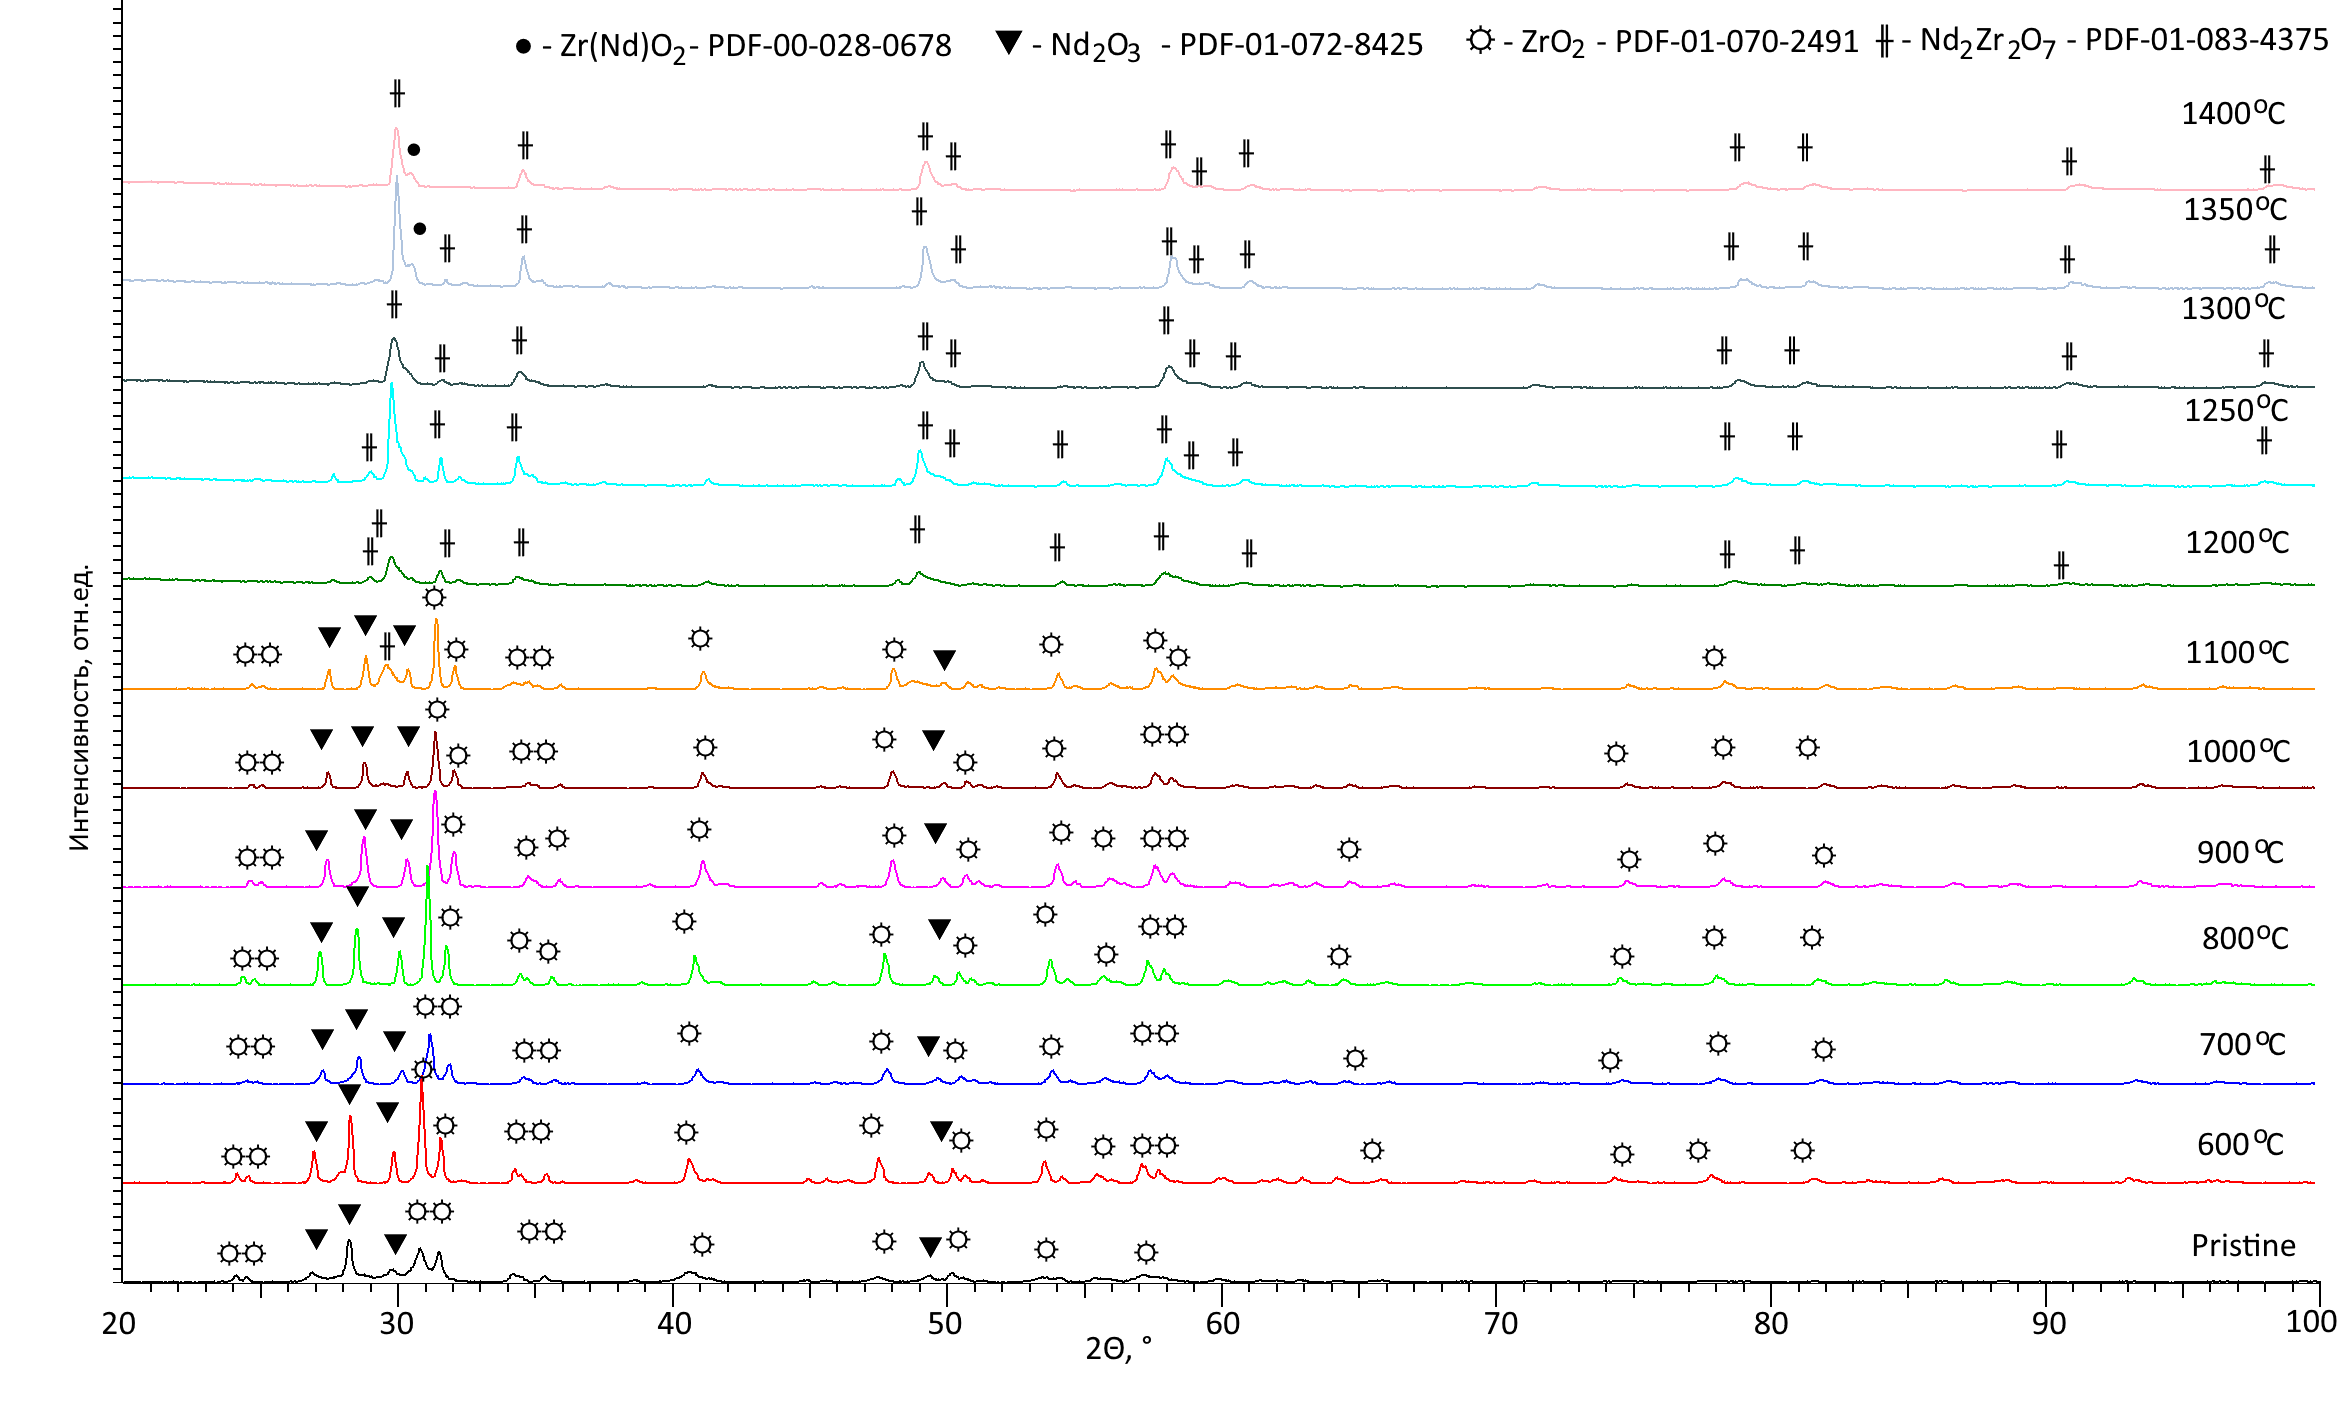 ● - Zr(Nd)O₂- PDF-00-028-0678 ▼ - Nd₂O₃ - PDF-01-072-8425 ☼ - ZrO₂ - PDF-01-070-2491 ⋕ - Nd₂Zr₂O₇ - PDF-01-083-4375
1400°C
1350°C
1300°C
1250°C
1200°C
1100°C
1000°C
900°C
800°C
700°C
600°C
Pristine
Интенсивность, отн.ед.
20 30 40 50 60 70 80 90 100
2Θ, °